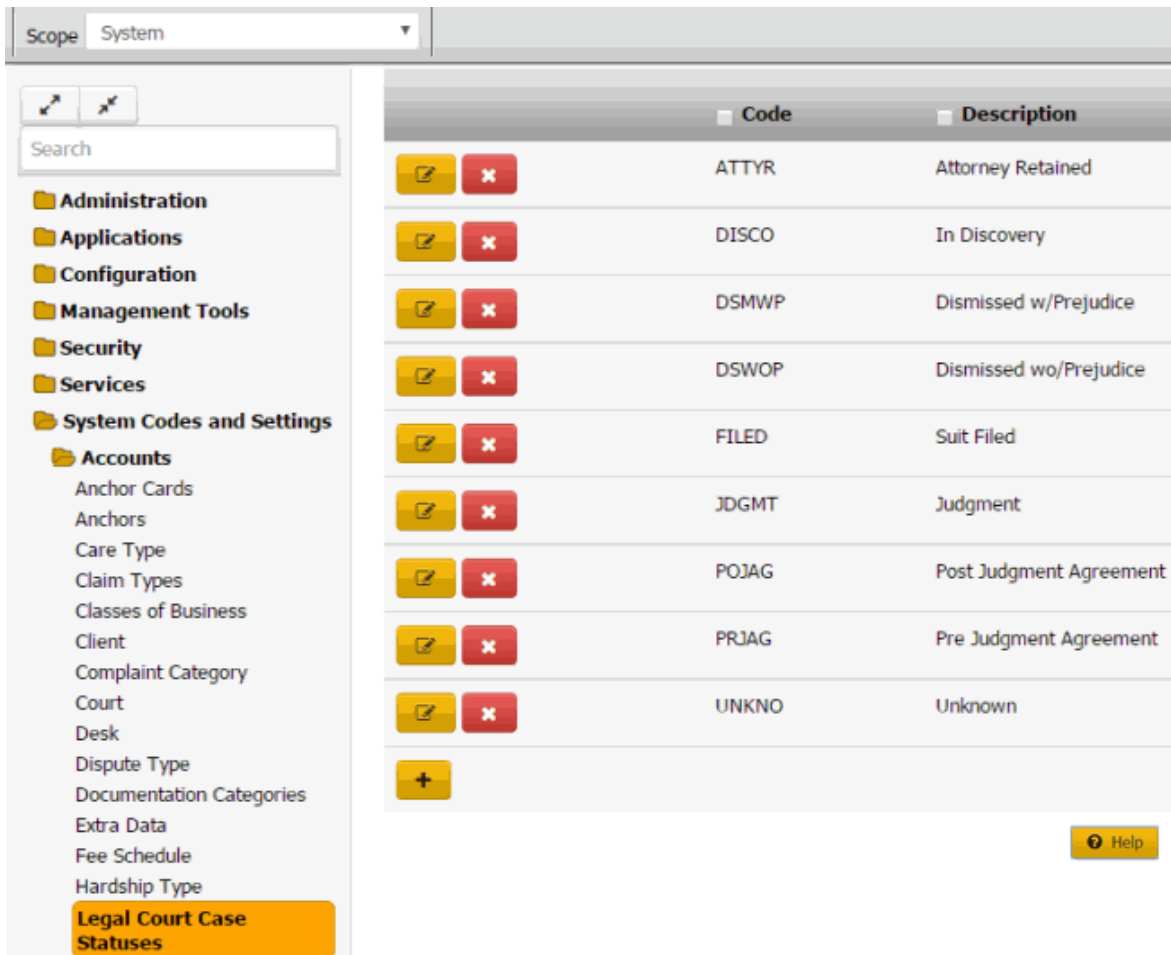 Scope System
Search
Administration
Applications
Configuration
Management Tools
Security
Services
System Codes and Settings
Accounts
Anchor Cards
Anchors
Care Type
Claim Types
Classes of Business
Client
Complaint Category
Court
Desk
Dispute Type
Documentation Categories
Extra Data
Fee Schedule
Hardship Type
Legal Court Case
Statuses
Code Description
ATTYR Attorney Retained
DISCO In Discovery
DSMWP Dismissed w/Prejudice
DSWOP Dismissed wo/Prejudice
FILED Suit Filed
JDGMT Judgment
POJAG Post Judgment Agreement
PRJAG Pre Judgment Agreement
UNKNO Unknown
Help